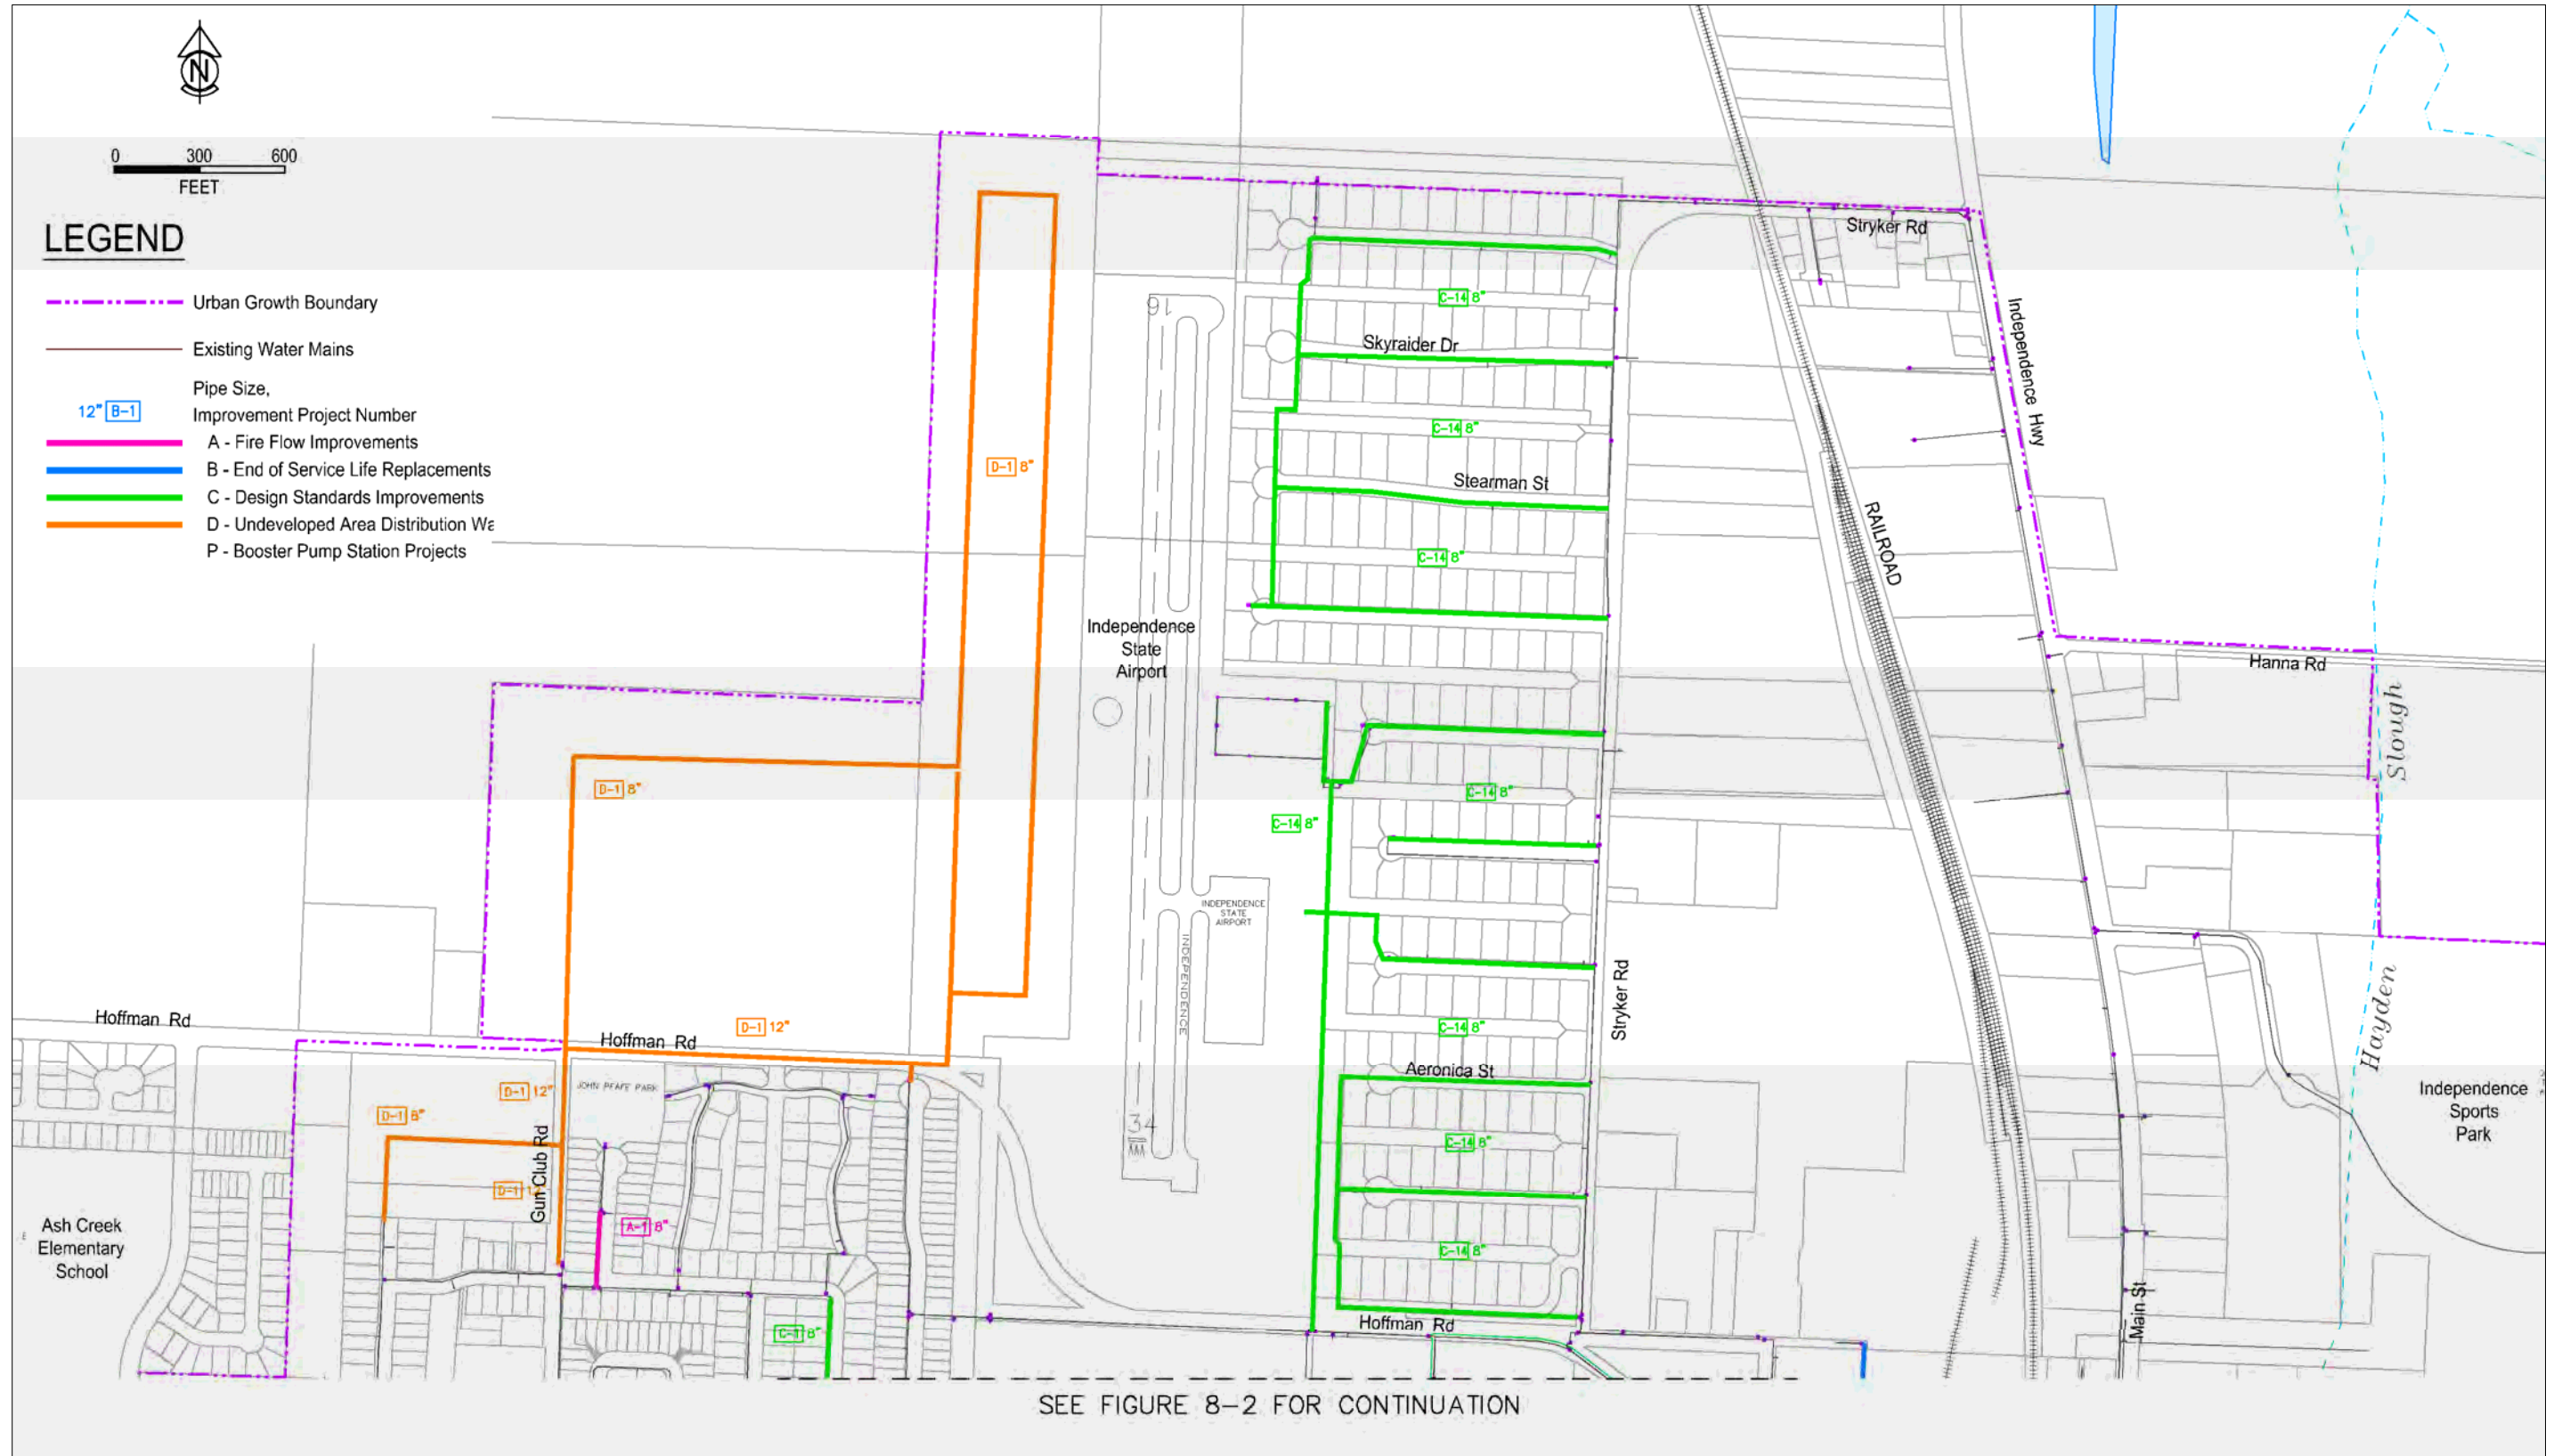 N
0 300 600
FEET
LEGEND
Urban Growth Boundary
Existing Water Mains
Pipe Size,
12" B-1
Improvement Project Number
A - Fire Flow Improvements
B - End of Service Life Replacements
C - Design Standards Improvements
D - Undeveloped Area Distribution Wa
P - Booster Pump Station Projects
Stryker Rd
16
C-14 8"
Independence Hwy
Skyraider Dr
C-14 8"
D-1 8"
Stearman St
RAILROAD
C-14 8"
Independence
State
Airport
Hanna Rd
Slough
D-1 8"
C-14 8"
C-14 8"
INDEPENDENCE
STATE
AIRPORT
INDEPENDENCE
Stryker Rd
Hayden
Hoffman Rd
Hoffman Rd
D-1 12"
C-14 8"
Aeronica St
JOHN PFAFF PARK
D-1 12"
D-1 8"
34
Independence
Sports
Park
C-14 8"
Gun Club Rd
D-1 12"
A-1 8"
Ash Creek
Elementary
School
C-14 8"
Main St
C-1 8"
Hoffman Rd
SEE FIGURE 8-2 FOR CONTINUATION